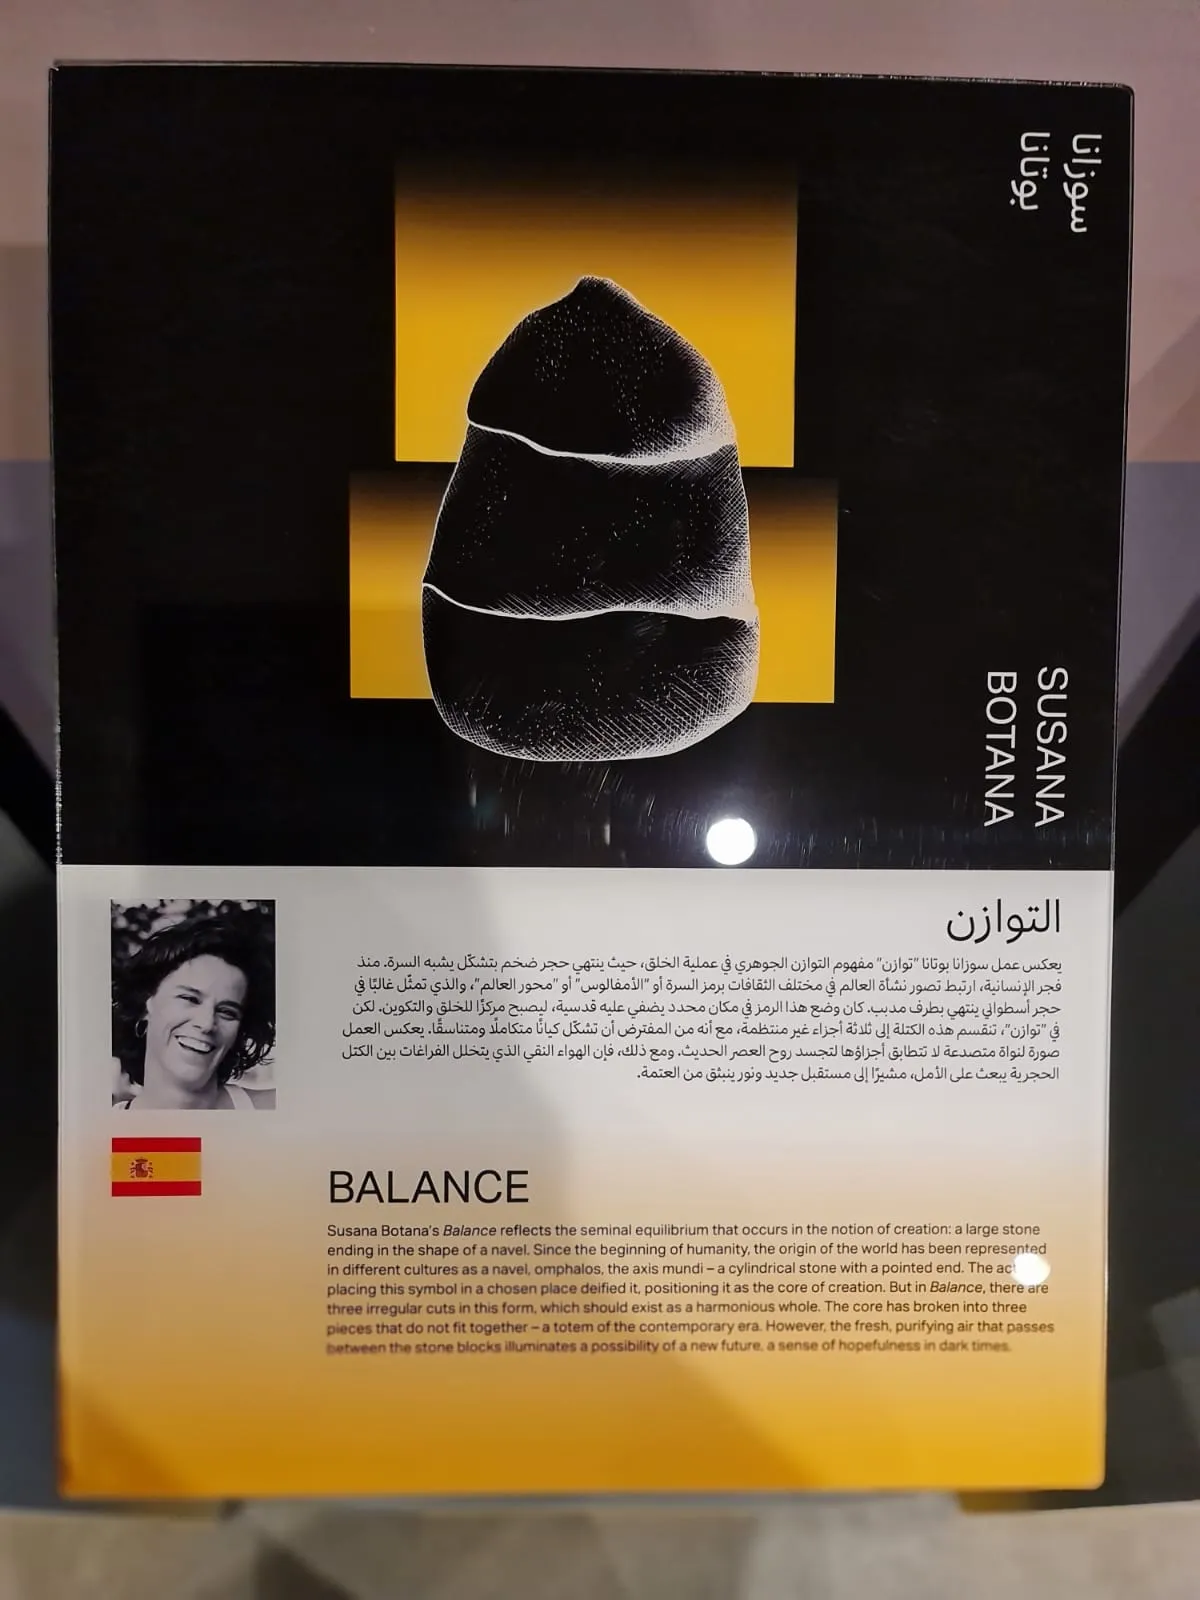 سوزانا
بوتانا
SUSANA
BOTANA
التوازن
يعكس عمل سوزانا بوتانا "توازن" مفهوم التوازن الجوهري في عملية الخلق، حيث ينتهي حجر ضخم بتشكّل يشبه السرة. منذ
فجر الإنسانية، ارتبط تصور نشأة العالم في مختلف الثقافات برمز السرة أو "الأمفالوس" أو "محور العالم"، والذي تمثّل غالبًا في
حجر أسطواني ينتهي بطرف مدبب. كان وضع هذا الرمز في مكان محدد يضفي عليه قدسية، ليصبح مركزًا للخلق والتكوين. لكن
في "توازن"، تنقسم هذه الكتلة إلى ثلاثة أجزاء غير منتظمة، مع أنه من المفترض أن تشكّل كيانًا متكاملًا ومتناسقًا. يعكس العمل
صورة لنواة متصدعة لا تتطابق أجزاؤها لتجسد روح العصر الحديث. ومع ذلك، فإن الهواء النقي الذي يتخلل الفراغات بين الكتل
الحجرية يبعث على الأمل، مشيرًا إلى مستقبل جديد ونور ينبثق من العتمة.
BALANCE
Susana Botana's Balance reflects the seminal equilibrium that occurs in the notion of creation: a large stone
ending in the shape of a navel. Since the beginning of humanity, the origin of the world has been represented
in different cultures as a navel, omphalos, the axis mundi – a cylindrical stone with a pointed end. The
placing this symbol in a chosen place deified it, positioning it as the core of creation. But in Balance, there are
three irregular cuts in this form, which should exist as a harmonious whole. The core has broken into three
pieces that do not fit together – a totem of the contemporary era. However, the fresh, purifying air that passes
between the stone blocks illuminates a possibility of a new future, a sense of hopefulness in dark times.